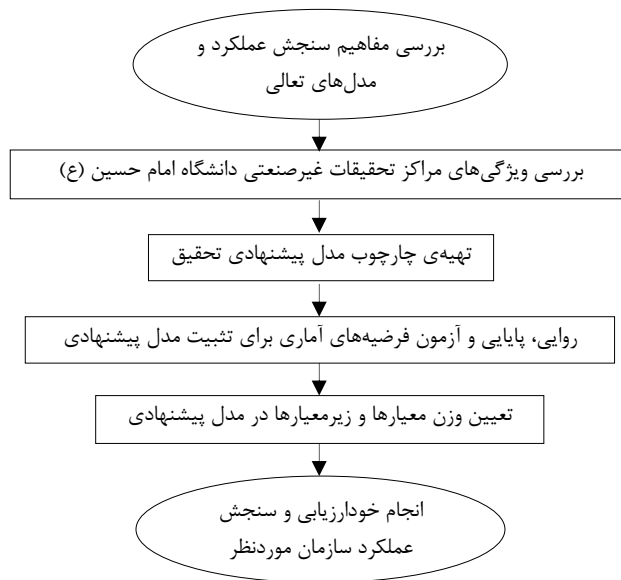 بررسی مفاهیم سنجش عملکرد و
مدل‌های تعالی
بررسی ویژگی‌های مراکز تحقیقات غیرصنعتی دانشگاه امام حسین (ع)
تهیه‌ی چارچوب مدل پیشنهادی تحقیق
روایی، پایایی و آزمون فرضیه‌های آماری برای تثبیت مدل پیشنهادی
تعیین وزن معیارها و زیرمعیارها در مدل پیشنهادی
انجام خودارزیابی و سنجش
عملکرد سازمان موردنظر